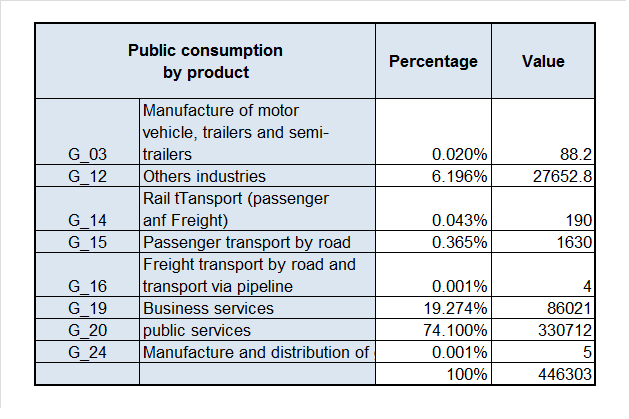 Public consumption
by product
Percentage
Value
Manufacture of motor
vehicle, trailers and semi-
G_03 trailers 0.020% 88.2
G_12 Others industries 6.196% 27652.8
Rail tTansport (passenger
G_14 anf Freight) 0.043% 190
G_15 Passenger transport by road 0.365% 1630
Freight transport by road and
G_16 transport via pipeline 0.001% 4
G_19 Business services 19.274% 86021
G_20 public services 74.100% 330712
G_24 Manufacture and distribution of 0.001% 5
100% 446303